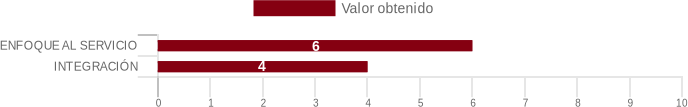 Valor obtenido
ENFOQUE AL SERVICIO 6
INTEGRACIÓN 4
0 1 2 3 4 5 6 7 8 9 10